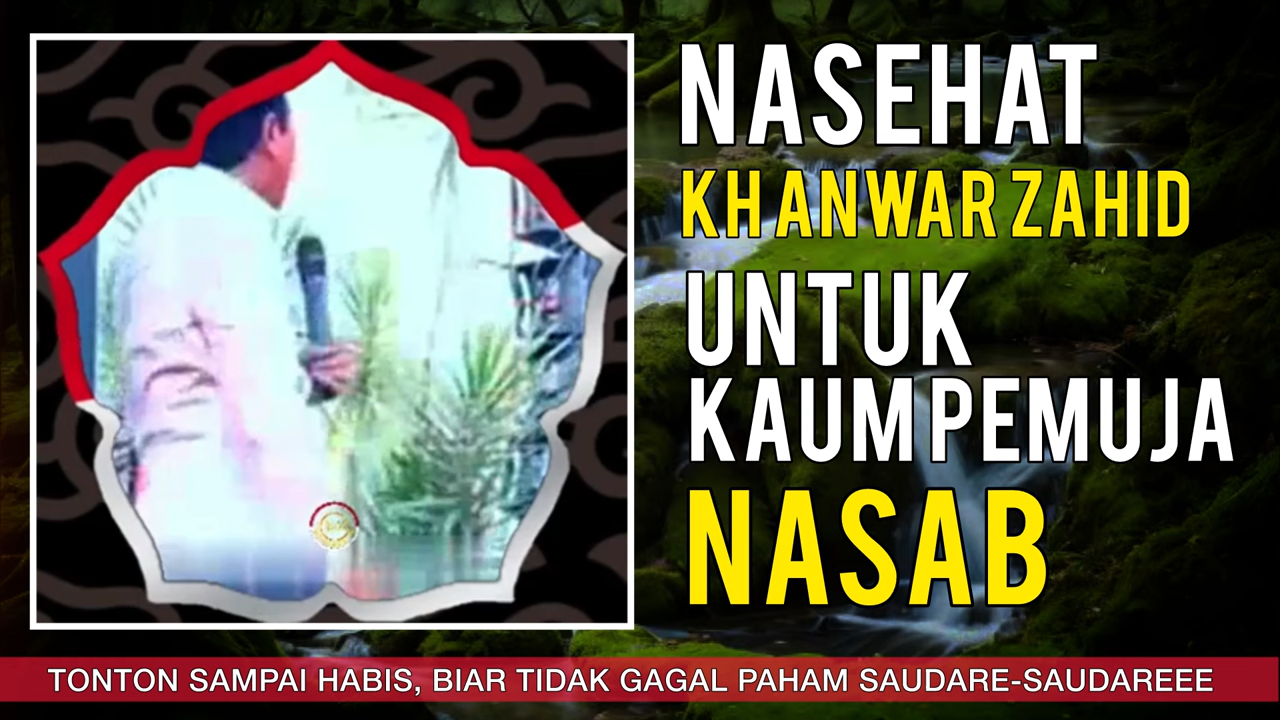 NASEHAT
KH ANWAR ZAHID
UNTUK
KAUM PEMUJA
NASAB
TONTON SAMPAI HABIS, BIAR TIDAK GAGAL PAHAM SAUDARE-SAUDAREEE